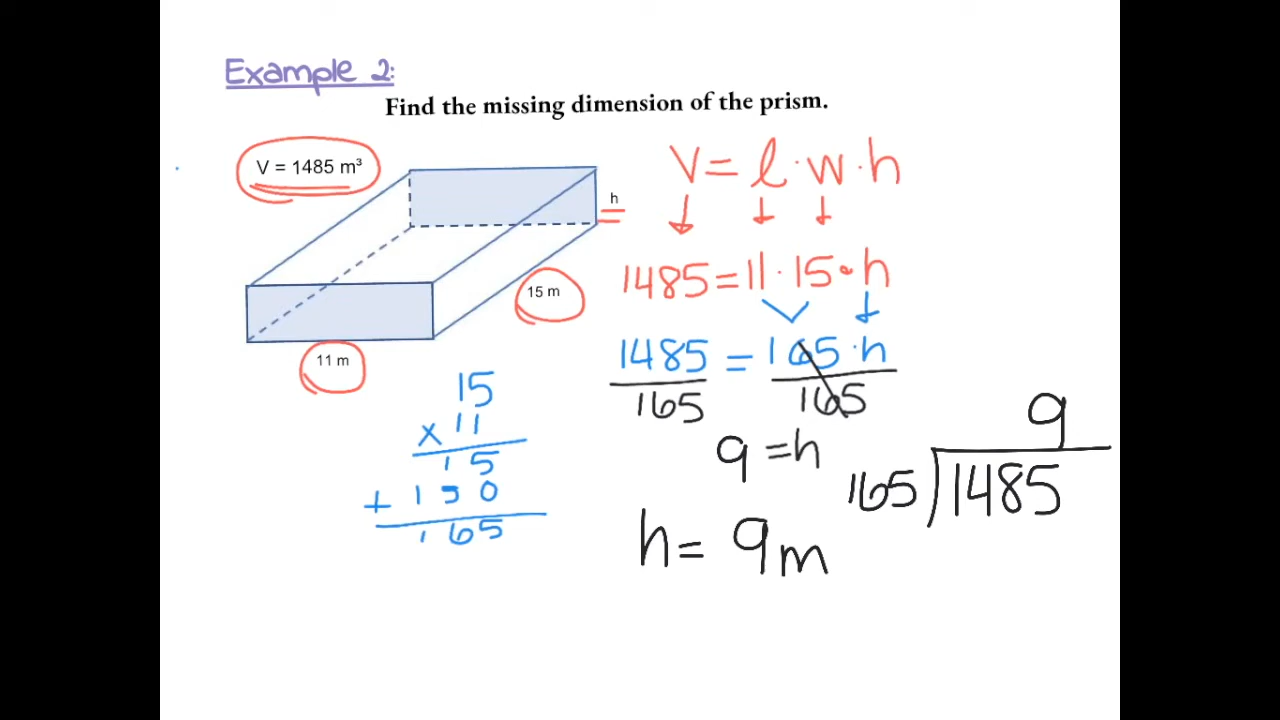 Example 2:
Find the missing dimension of the prism.
V = 1485 m³
h
15 m
11 m
V = l · w · h
1485 = 11 · 15 · h
1485 = 165 · h
165 165
9 = h
h = 9m
15
x 11
15
+ 150
165
9
165 1485